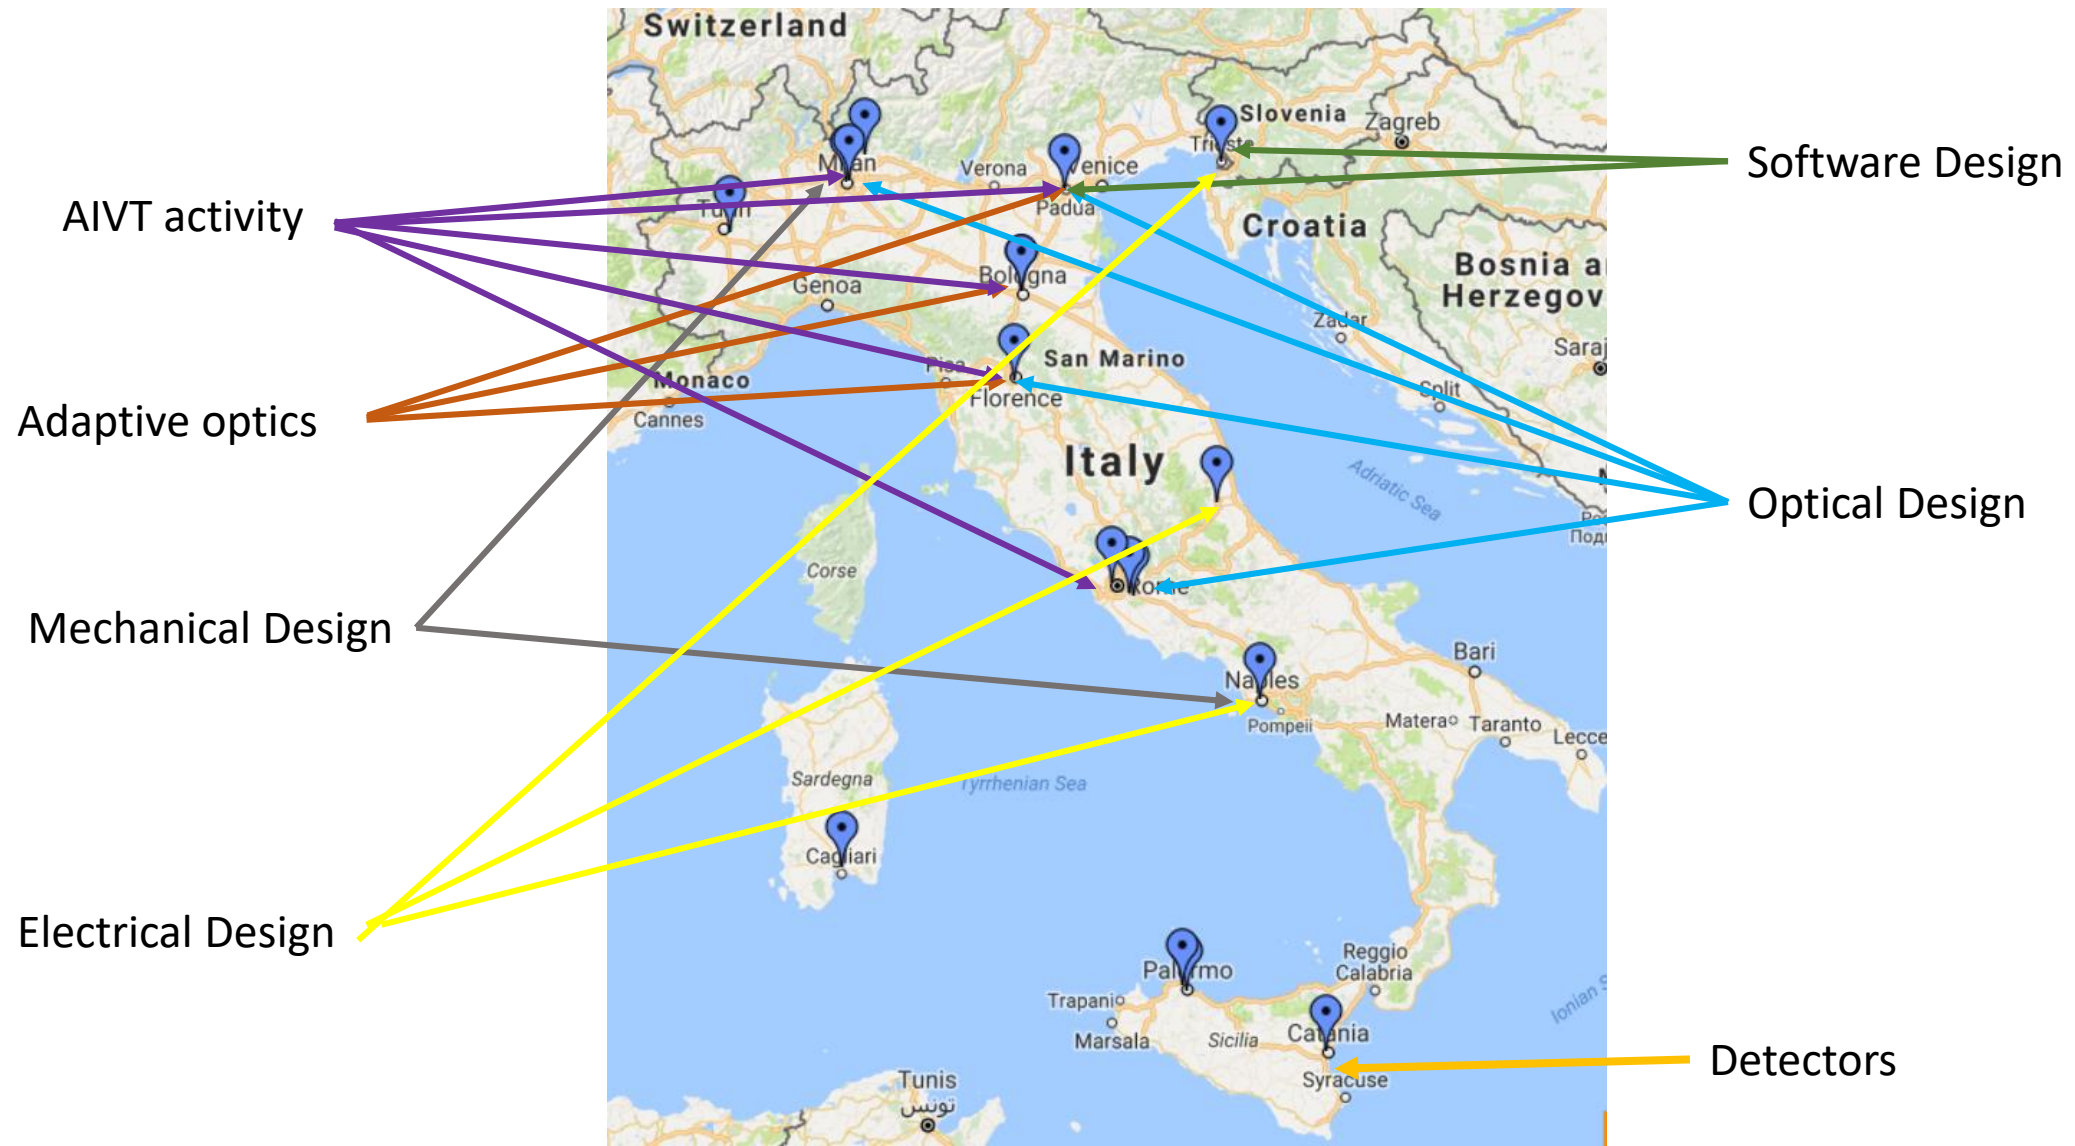 AIVT activity
Adaptive optics
Mechanical Design
Electrical Design
Switzerland
Milan
Turin
Genoa
Monaco
Cannes
Verona
Venice
Padua
Bologna
Pisa
Florence
San Marino
Italy
Trieste
Slovenia
Zagreb
Croatia
Bosnia a
Herzegov
Zadar
Saraj
Split
Adriatic Sea
Corse
Rome
Naples
Pompeii
Bari
Matera
Taranto
Lecce
Sardegna
Tyrrhenian Sea
Cagliari
Palermo
Trapani
Marsala
Sicilia
Catania
Reggio
Calabria
Syracuse
Ionian S
Tunis
تونس
Software Design
Optical Design
Detectors